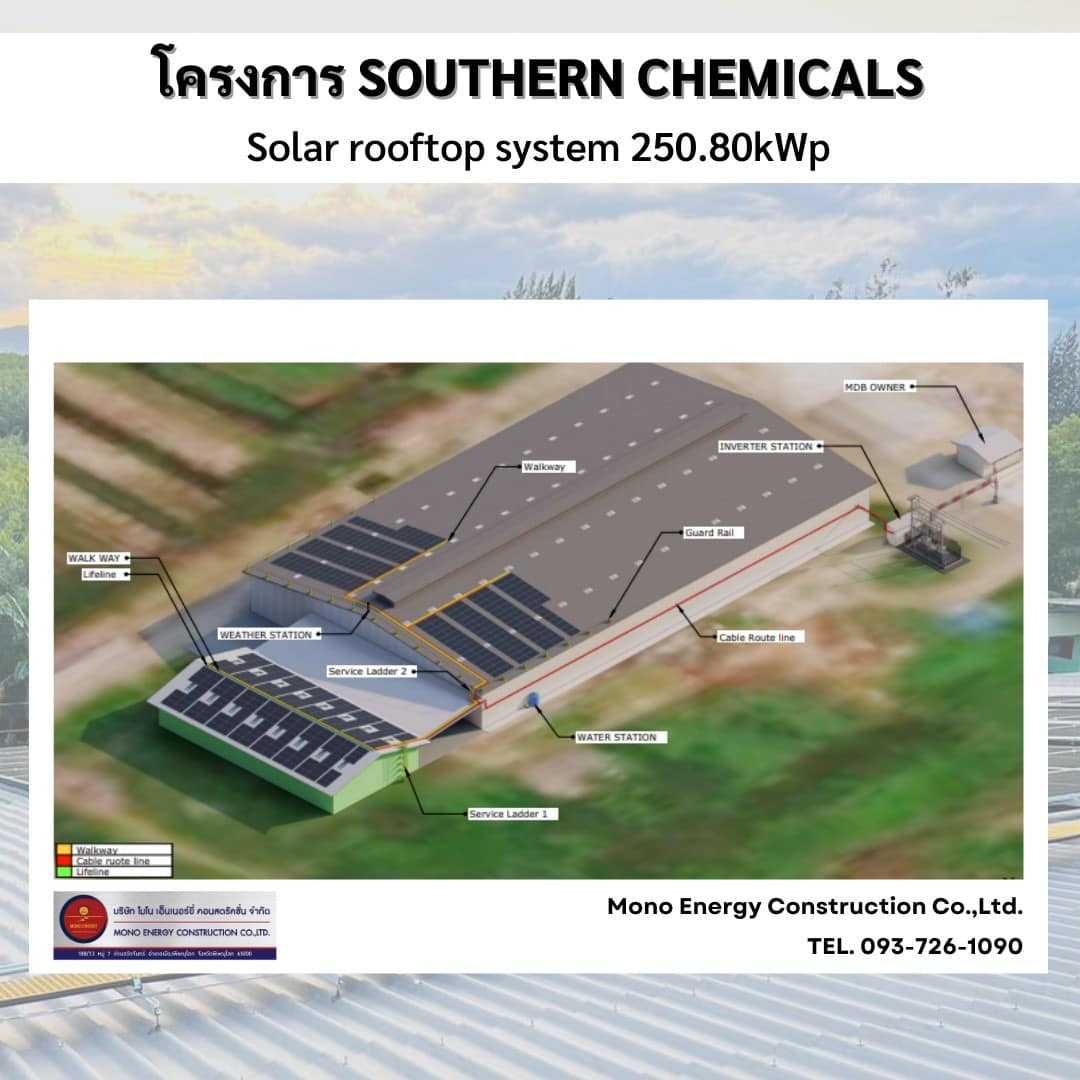 โครงการ SOUTHERN CHEMICALS
Solar rooftop system 250.80kWp
MDB OWNER
INVERTER STATION
Walkway
Guard Rail
WALK WAY
Lifeline
WEATHER STATION
Cable Route line
Service Ladder 2
WATER STATION
Service Ladder 1
Walkway
Cable ruote line
Lifeline
บริษัท โมโน เอ็นเนอร์ยี่ คอนสตรัคชั่น จำกัด
MONO ENERGY CONSTRUCTION CO.,LTD.
Mono Energy Construction Co.,Ltd.
TEL. 093-726-1090